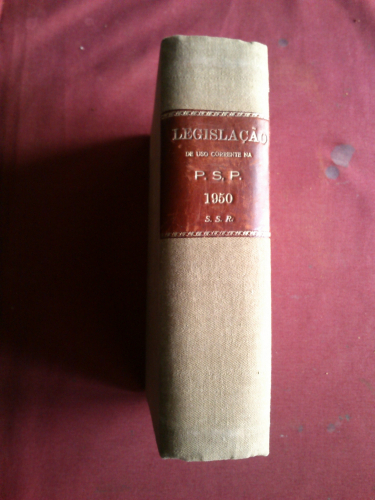 LEGISLAÇÃO
DE USO CORRENTE NA
P. S. P.
1950
S. S. R.